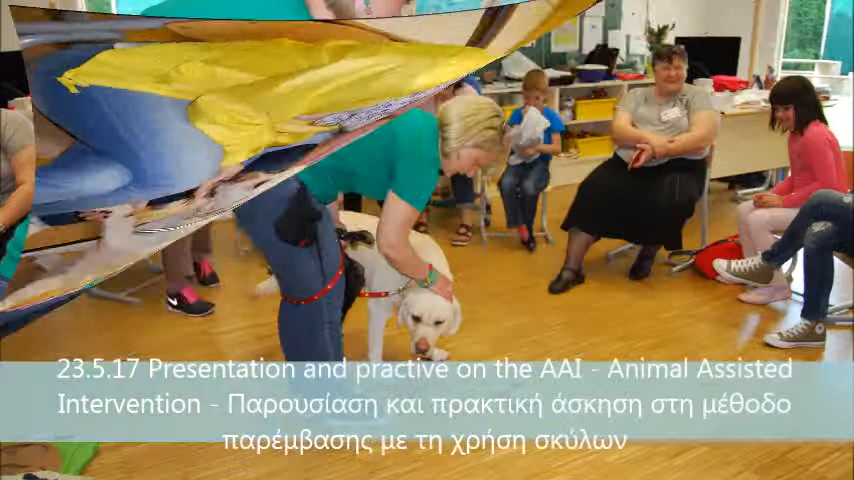 23.5.17 Presentation and practive on the AAI - Animal Assisted
Intervention - Παρουσίαση και πρακτική άσκηση στη μέθοδο
παρέμβασης με τη χρήση σκύλων